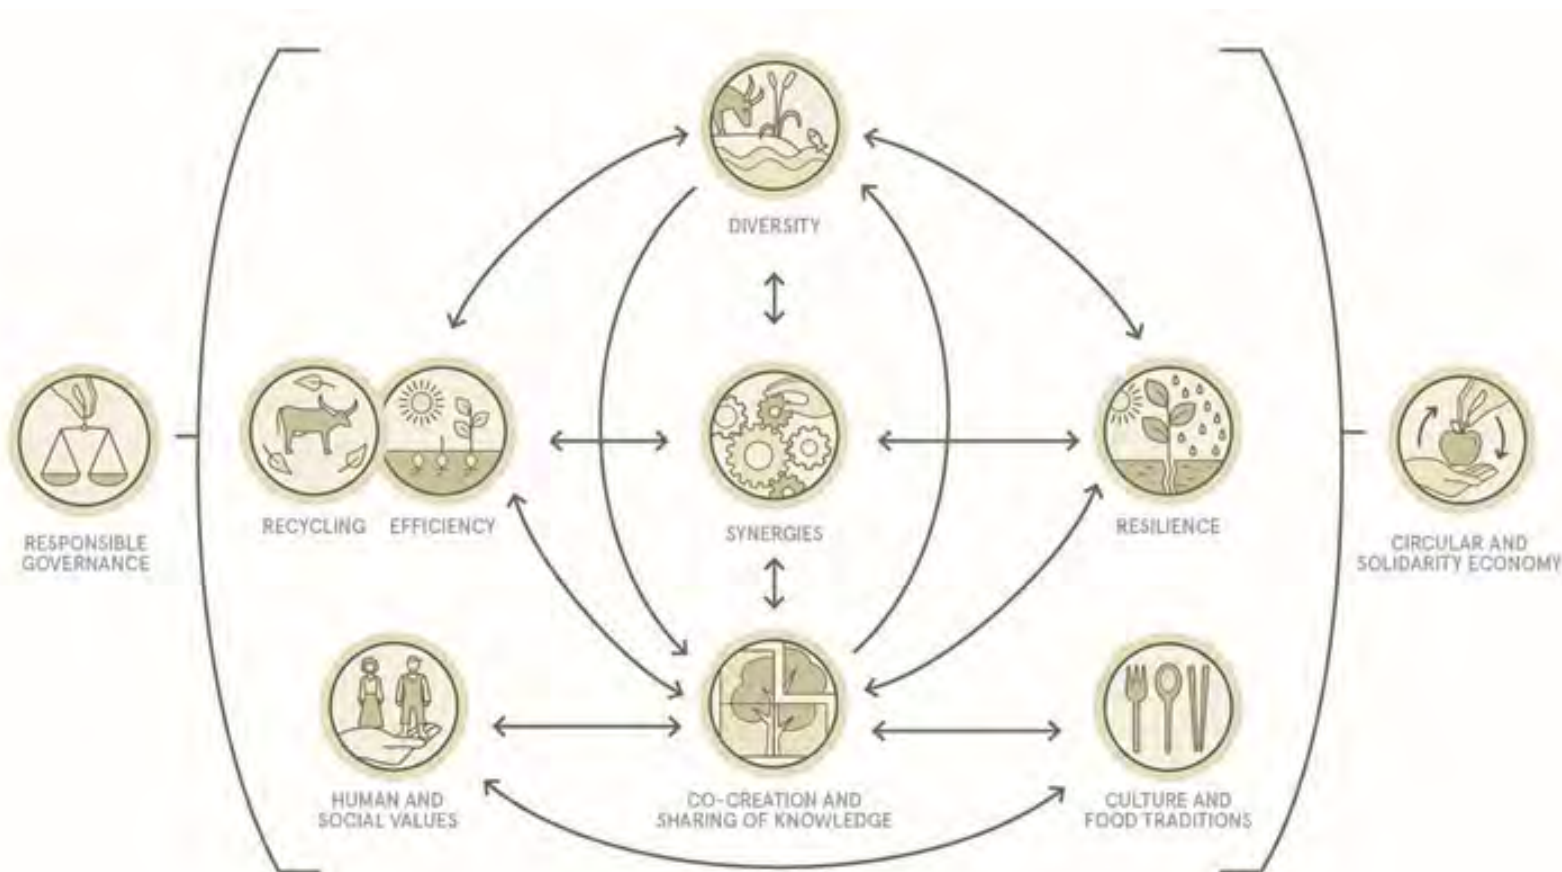 DIVERSITY
RECYCLING
EFFICIENCY
SYNERGIES
RESILIENCE
RESPONSIBLE
GOVERNANCE
CIRCULAR AND
SOLIDARITY ECONOMY
HUMAN AND
SOCIAL VALUES
CO-CREATION AND
SHARING OF KNOWLEDGE
CULTURE AND
FOOD TRADITIONS